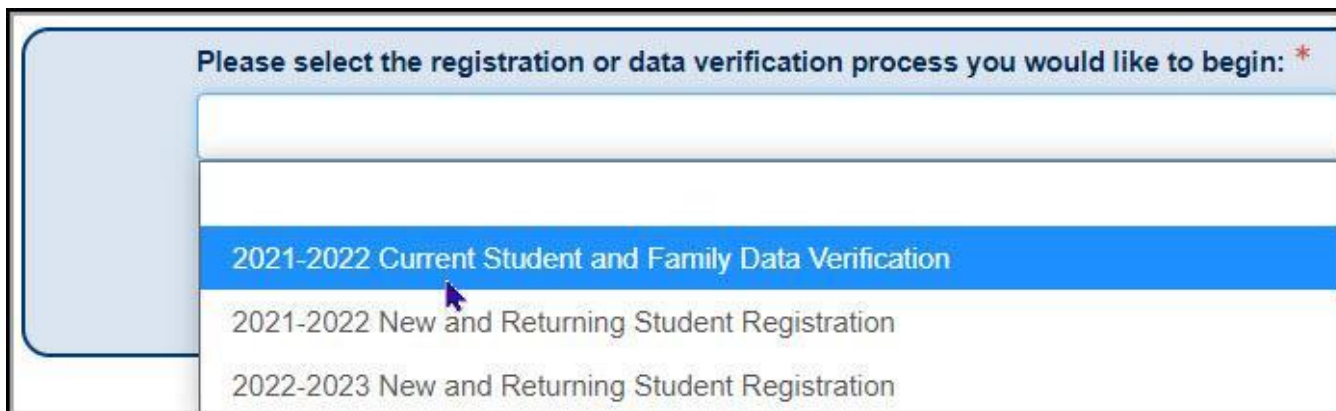 Please select the registration or data verification process you would like to begin: *
2021-2022 Current Student and Family Data Verification
2021-2022 New and Returning Student Registration
2022-2023 New and Returning Student Registration